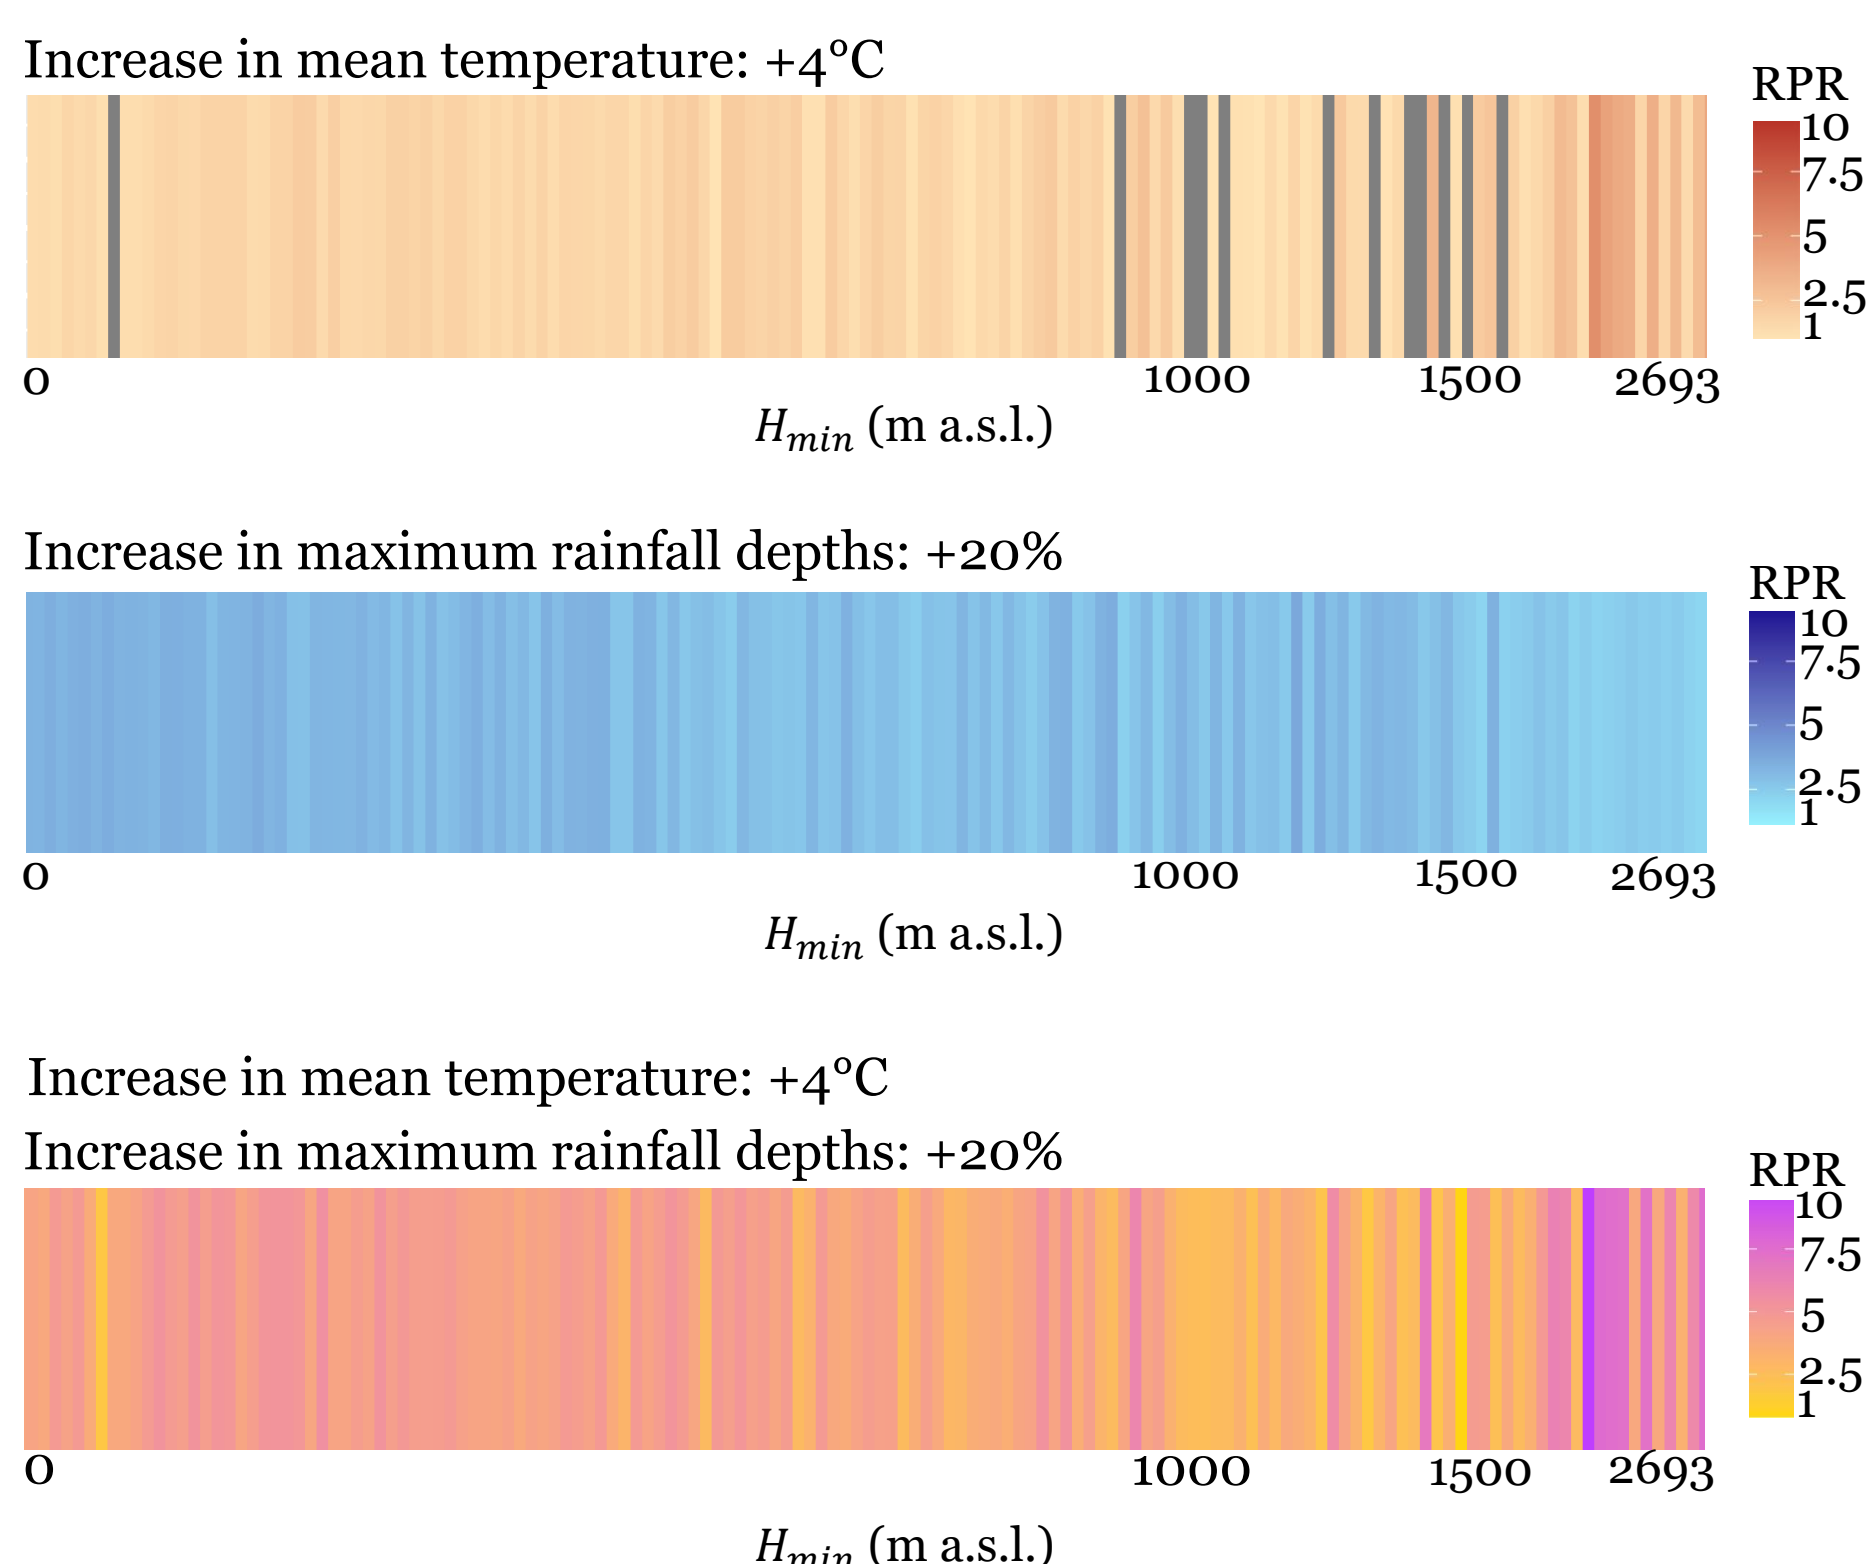 Increase in mean temperature: +4°C
RPR
10
7.5
5
2.5
1
0 1000 1500 2693
H_min (m a.s.l.)
Increase in maximum rainfall depths: +20%
RPR
10
7.5
5
2.5
1
0 1000 1500 2693
H_min (m a.s.l.)
Increase in mean temperature: +4°C
Increase in maximum rainfall depths: +20%
RPR
10
7.5
5
2.5
1
0 1000 1500 2693
H_min (m a.s.l.)